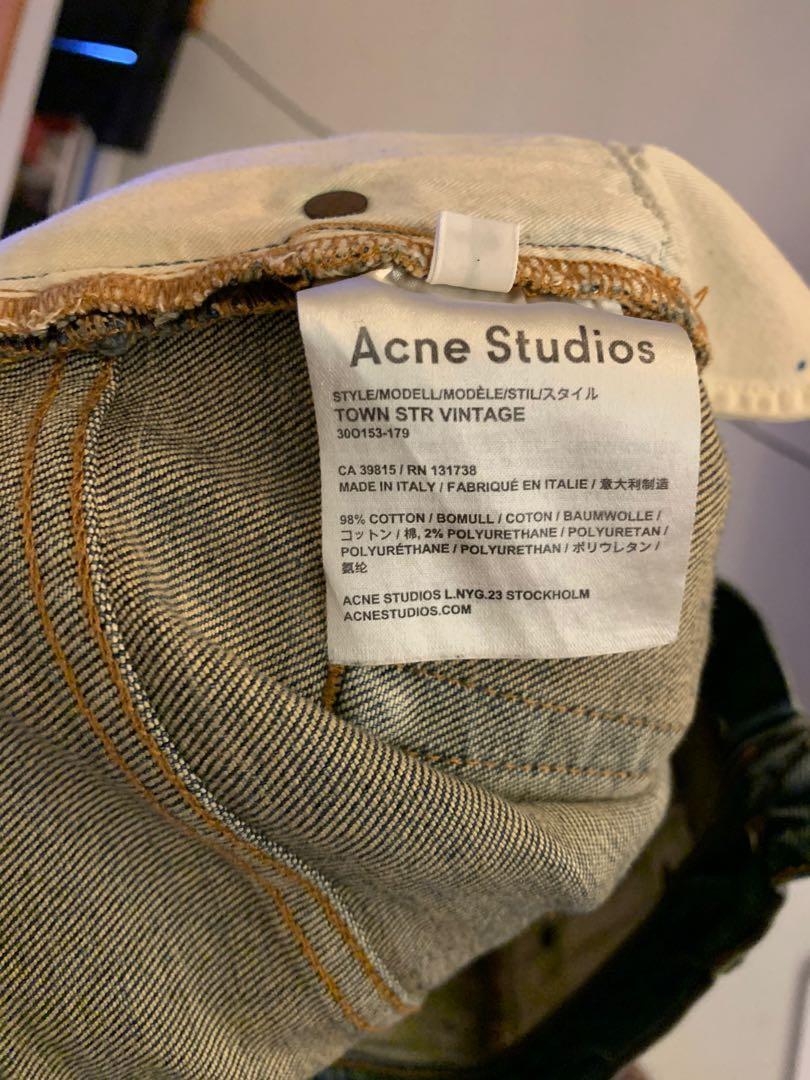 Acne Studios
STYLE/MODELL/MODÈLE/STIL/スタイル
TOWN STR VINTAGE
30O153-179
CA 39815 / RN 131738
MADE IN ITALY / FABRIQUÉ EN ITALIE / 意大利制造
98% COTTON / BOMULL / COTON / BAUMWOLLE /
コットン / 棉, 2% POLYURETHANE / POLYURETAN /
POLYURÉTHANE / POLYURETHAN / ポリウレタン /
氨纶
ACNE STUDIOS L.NYG.23 STOCKHOLM
ACNESTUDIOS.COM